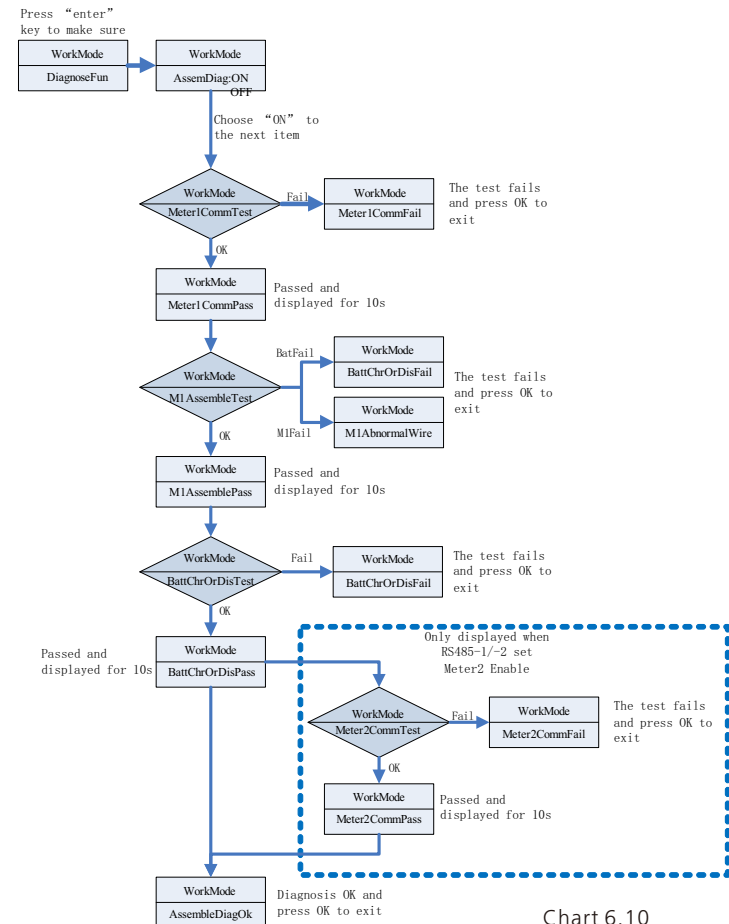 Press “enter”
key to make sure
WorkMode
DiagnoseFun
WorkMode
AssemDiag:ON
OFF
Choose “ON” to
the next item
WorkMode
Meter1CommTest
Fail
WorkMode
Meter1CommFail
The test fails
and press OK to
exit
OK
WorkMode
Meter1CommPass
Passed and
displayed for 10s
WorkMode
M1AssembleTest
BatFail
WorkMode
BattChrOrDisFail
M1Fail
WorkMode
M1AbnormalWire
The test fails
and press OK to
exit
OK
WorkMode
M1AssemblePass
Passed and
displayed for 10s
WorkMode
BattChrOrDisTest
Fail
WorkMode
BattChrOrDisFail
The test fails
and press OK to
exit
OK
Passed and
displayed for 10s
WorkMode
BattChrOrDisPass
Only displayed when
RS485-1/-2 set
Meter2 Enable
WorkMode
Meter2CommTest
Fail
WorkMode
Meter2CommFail
The test fails
and press OK to
exit
OK
WorkMode
Meter2CommPass
Passed and
displayed for 10s
WorkMode
AssembleDiagOk
Diagnosis OK and
press OK to exit
Chart 6.10